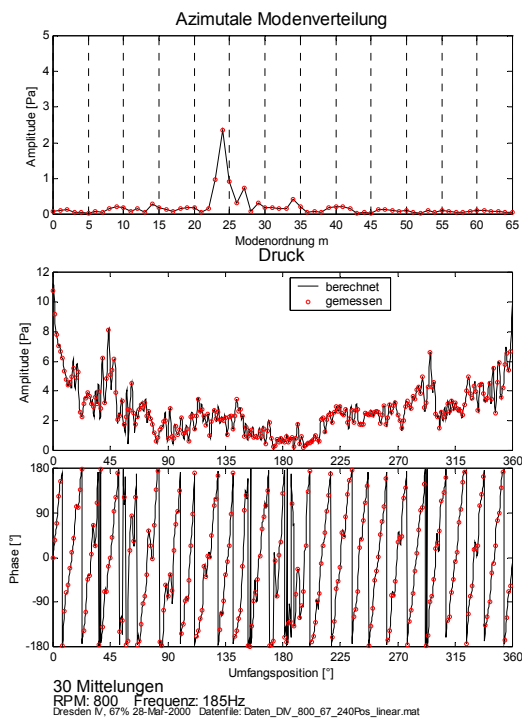 Azimutale Modenverteilung
5
4
3
2
1
0
Amplitude [Pa]
0 5 10 15 20 25 30 35 40 45 50 55 60 65
Modenordnung m
Druck
12
10
8
6
4
2
0
Amplitude [Pa]
berechnet
gemessen
0 45 90 135 180 225 270 315 360
180
90
0
-90
-180
Phase [°]
0 45 90 135 180 225 270 315 360
Umfangsposition [°]
30 Mittelungen
RPM: 800 Frequenz: 185Hz
Dresden IV, 67% 28-Mar-2000 Datenfile: Daten_DIV_800_67_240Pos_linear.mat